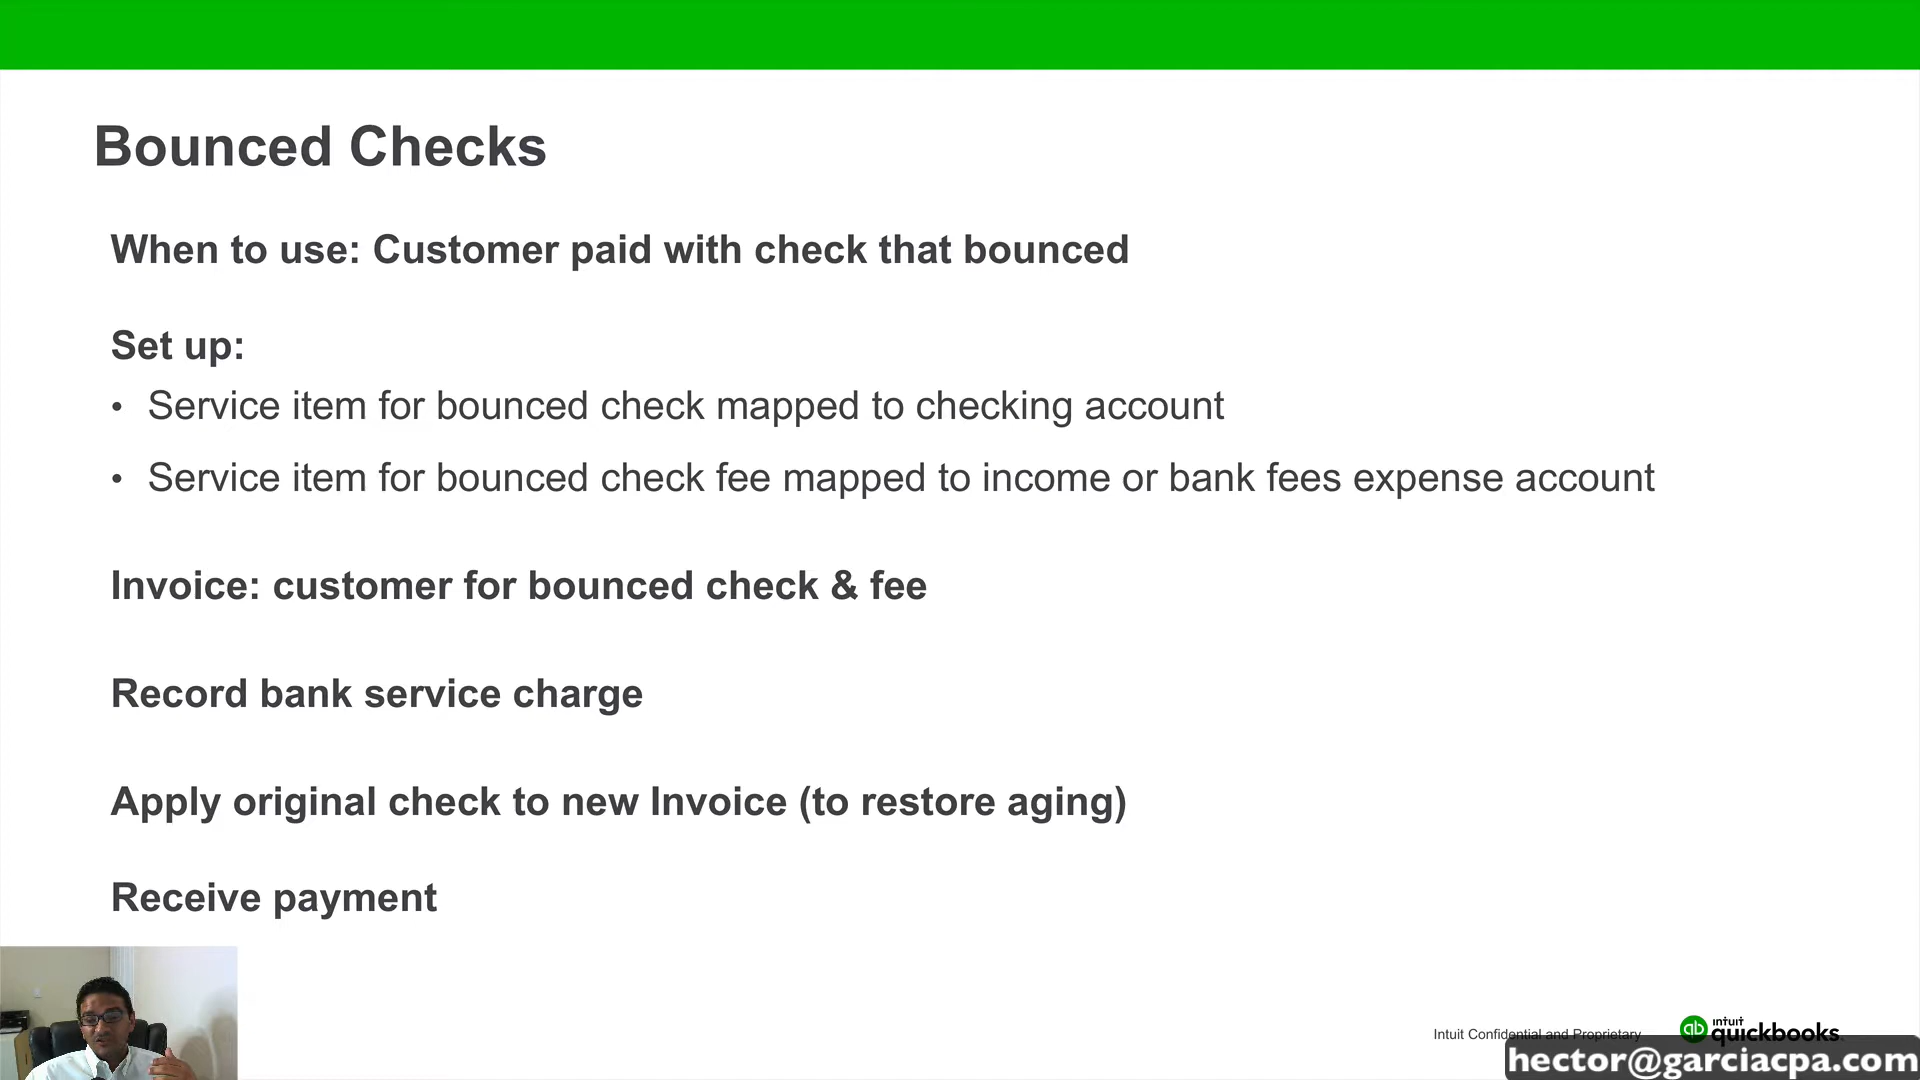 Bounced Checks
When to use: Customer paid with check that bounced
Set up:
• Service item for bounced check mapped to checking account
• Service item for bounced check fee mapped to income or bank fees expense account
Invoice: customer for bounced check & fee
Record bank service charge
Apply original check to new Invoice (to restore aging)
Receive payment
Intuit Confidential and Proprietary
qb intuit quickbooks.
hector@garciacpa.com